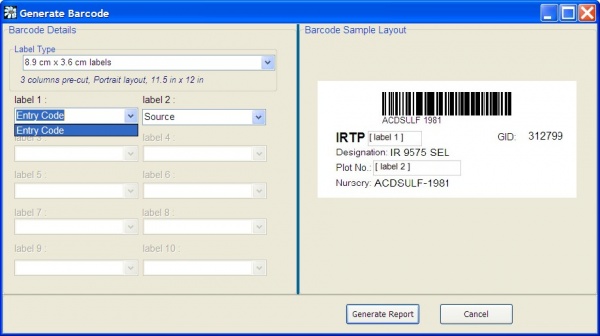 Generate Barcode
Barcode Details
Label Type
8.9 cm x 3.6 cm labels
3 columns pre-cut, Portrait layout, 11.5 in x 12 in
label 1 : label 2 :
Entry Code Source
Entry Code
label 3 : label 4 :
label 5 : label 6 :
label 7 : label 8 :
label 9 : label 10 :
Barcode Sample Layout
ACDSULF 1981
IRTP [ label 1 ] GID: 312799
Designation: IR 9575 SEL
Plot No.: [ label 2 ]
Nursery: ACDSULF-1981
Generate Report Cancel